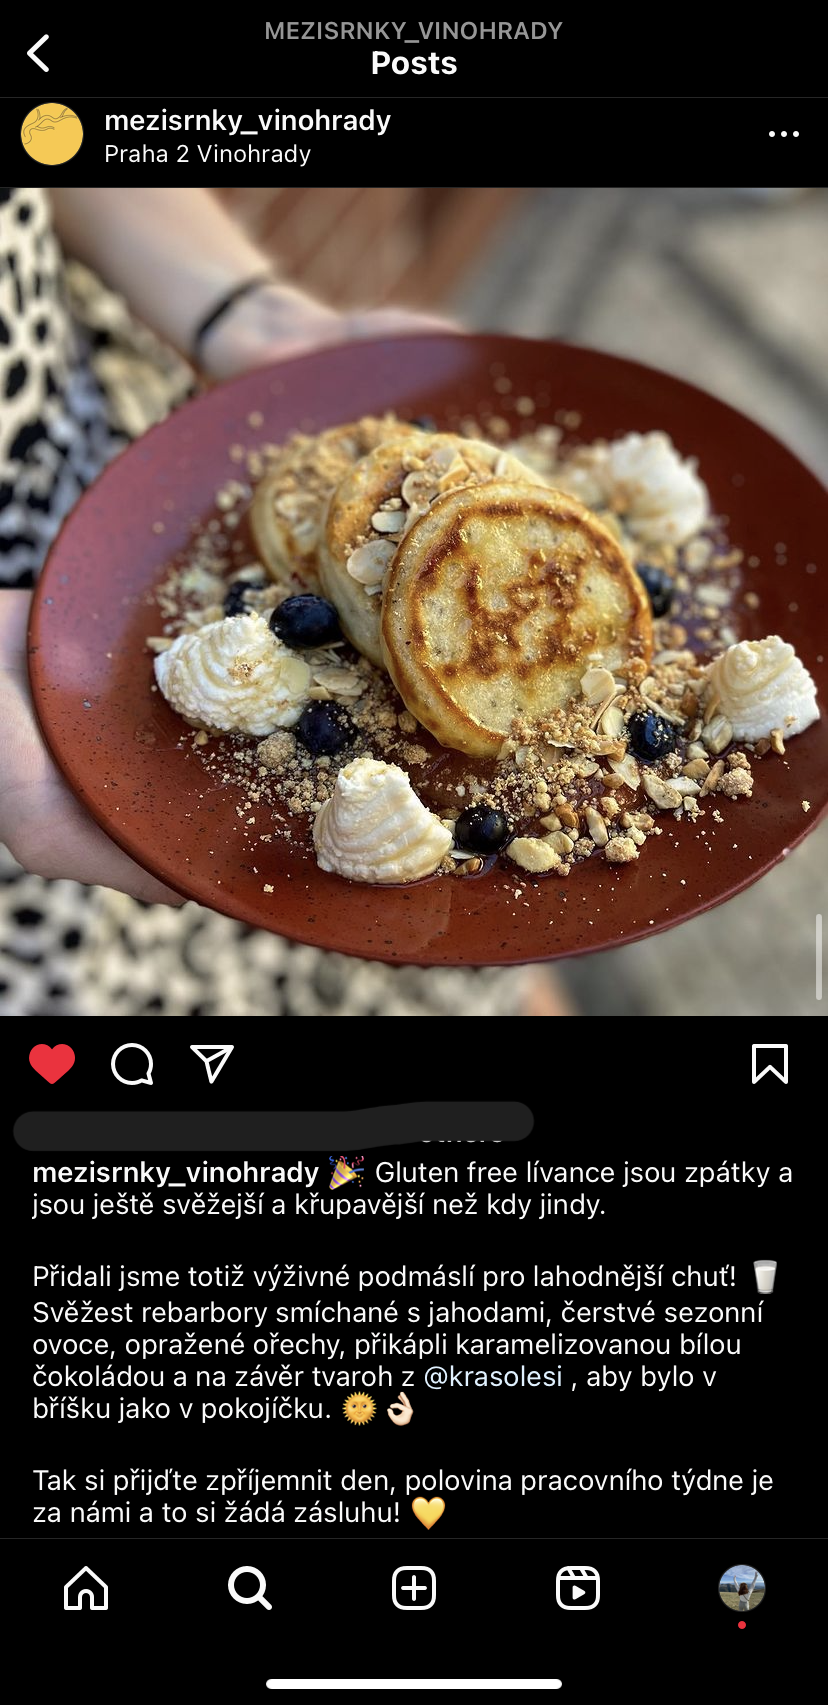 MEZISRNKY_VINOHRADY
Posts
mezisrnky_vinohrady
Praha 2 Vinohrady
mezisrnky_vinohrady 🎉 Gluten free lívance jsou zpátky a
jsou ještě svěžejší a křupavější než kdy jindy.
Přidali jsme totiž výživné podmáslí pro lahodnější chuť! 🥛
Svěžest rebarbory smíchané s jahodami, čerstvé sezonní
ovoce, opražené ořechy, přikápli karamelizovanou bílou
čokoládou a na závěr tvaroh z @krasolesi , aby bylo v
bříšku jako v pokojíčku. 🌞👌🏻
Tak si přijďte zpříjemnit den, polovina pracovního týdne je
za námi a to si žádá zásluhu! 💛